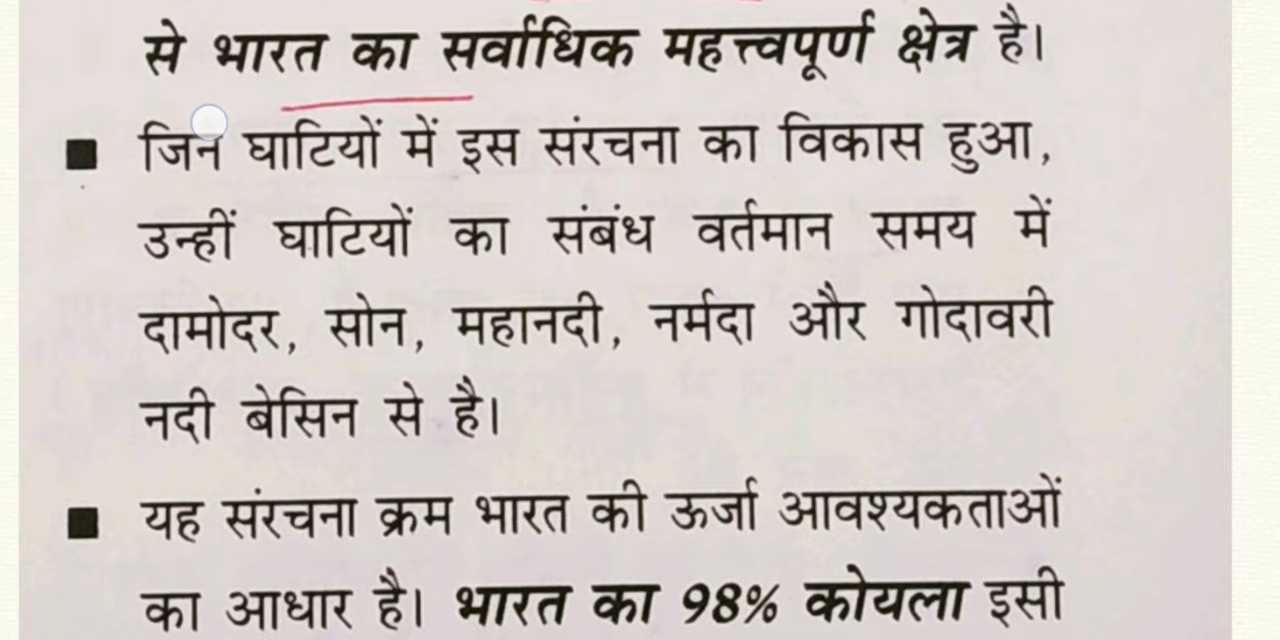 से भारत का सर्वाधिक महत्त्वपूर्ण क्षेत्र है।
■ जिन घाटियों में इस संरचना का विकास हुआ,
उन्हीं घाटियों का संबंध वर्तमान समय में
दामोदर, सोन, महानदी, नर्मदा और गोदावरी
नदी बेसिन से है।
■ यह संरचना क्रम भारत की ऊर्जा आवश्यकताओं
का आधार है। भारत का 98% कोयला इसी